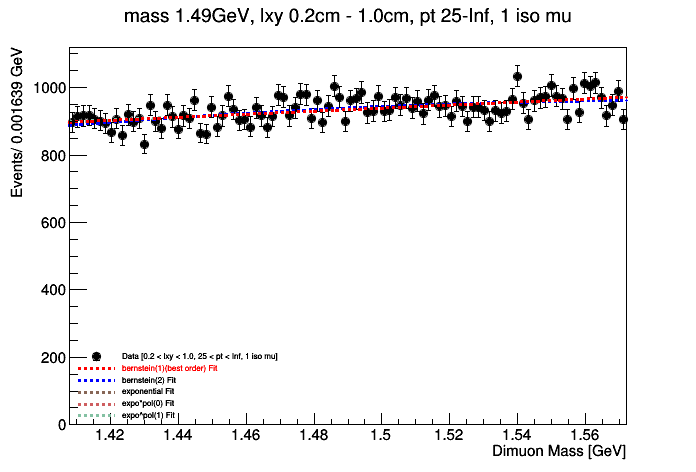 mass 1.49GeV, lxy 0.2cm - 1.0cm, pt 25-Inf, 1 iso mu
Events/ 0.001639 GeV
1000
800
600
400
200
0
Data [0.2 < lxy < 1.0, 25 < pt < Inf, 1 iso mu]
bernstein(1)(best order) Fit
bernstein(2) Fit
exponential Fit
expo*pol(0) Fit
expo*pol(1) Fit
1.42 1.44 1.46 1.48 1.5 1.52 1.54 1.56
Dimuon Mass [GeV]